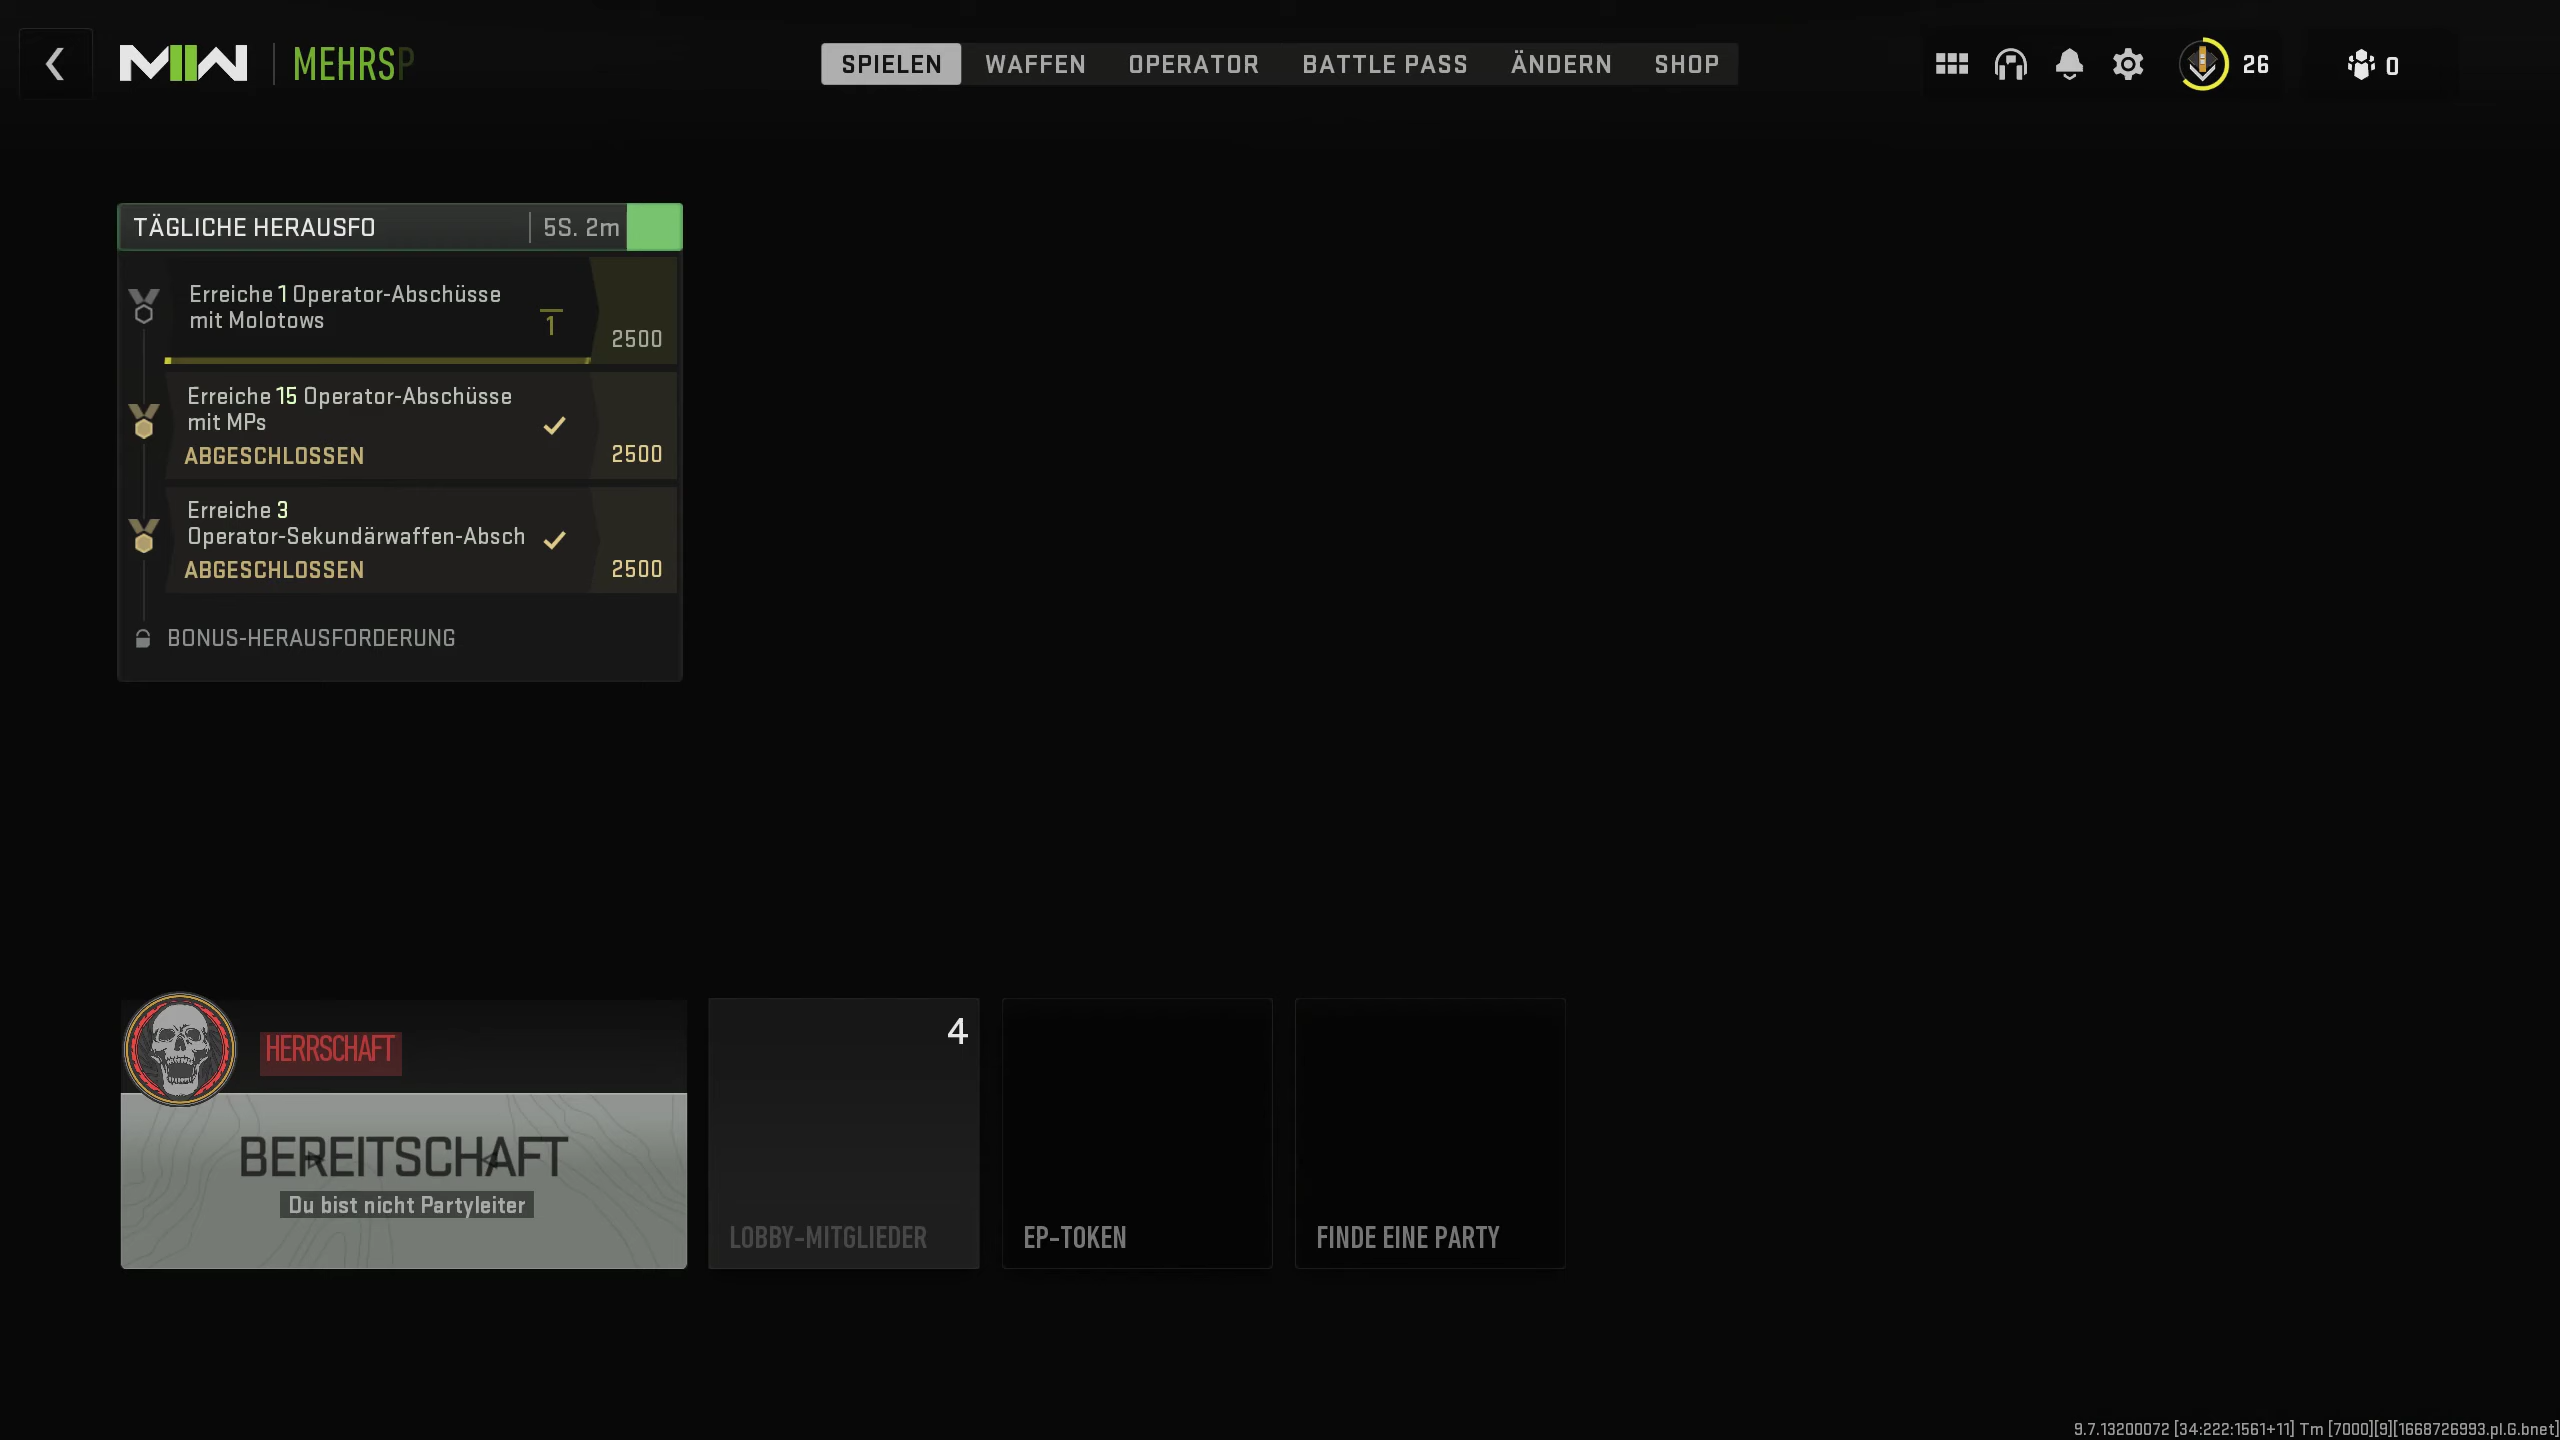 MWII
MEHRSP
SPIELEN
WAFFEN
OPERATOR
BATTLE PASS
ÄNDERN
SHOP
26
0
TÄGLICHE HERAUSFO
5S. 2m
Erreiche 1 Operator-Abschüsse
mit Molotows
1
2500
Erreiche 15 Operator-Abschüsse
mit MPs
ABGESCHLOSSEN
2500
Erreiche 3
Operator-Sekundärwaffen-Absch
ABGESCHLOSSEN
2500
BONUS-HERAUSFORDERUNG
HERRSCHAFT
BEREITSCHAFT
Du bist nicht Partyleiter
4
LOBBY-MITGLIEDER
EP-TOKEN
FINDE EINE PARTY
9.7.13200072 [34:222:1561+11] Tm [7000][9][1668726993.pl.G.bnet]